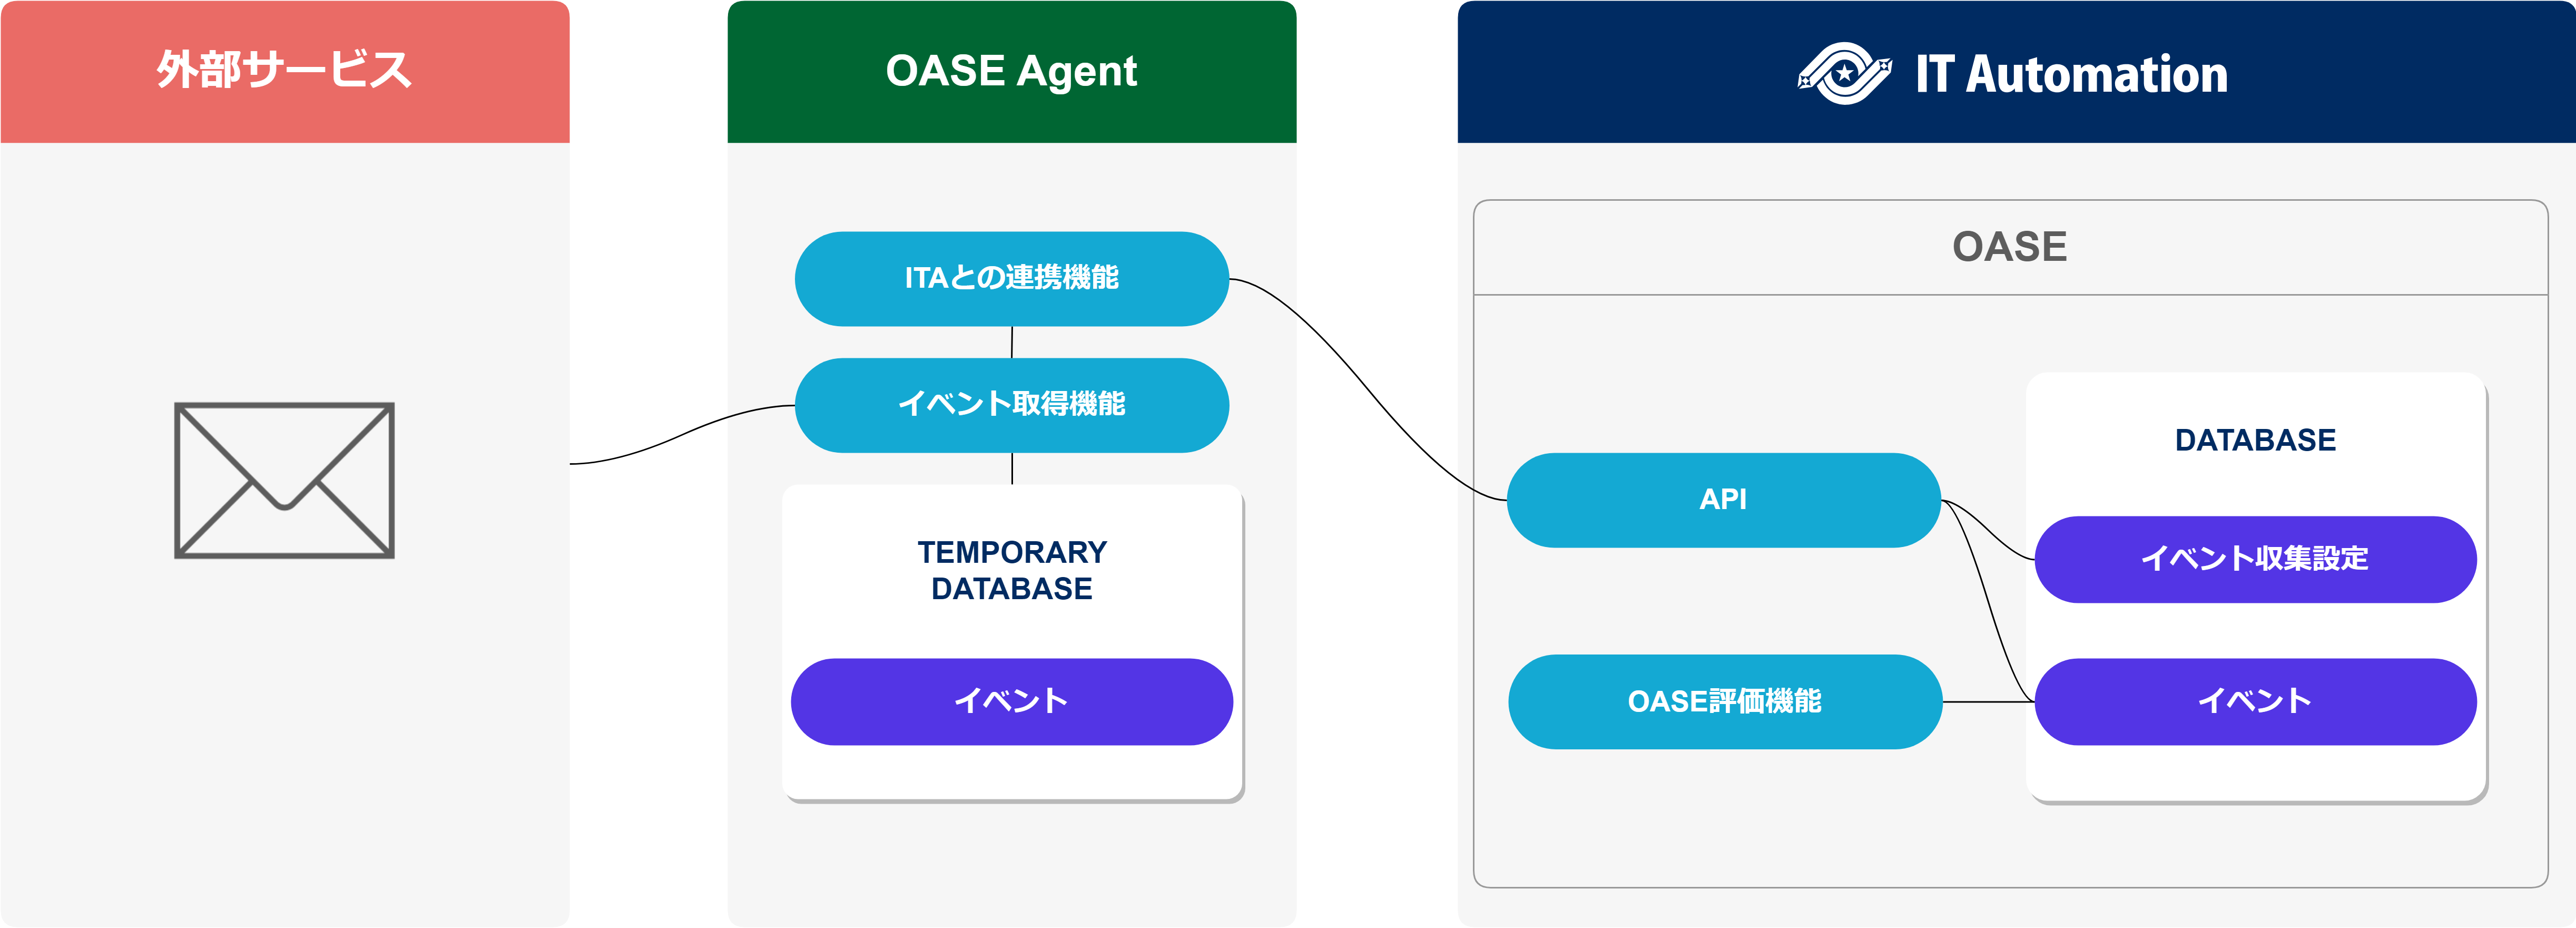 外部サービス
OASE Agent
ITAとの連携機能
イベント取得機能
TEMPORARY
DATABASE
イベント
IT Automation
OASE
API
OASE評価機能
DATABASE
イベント収集設定
イベント